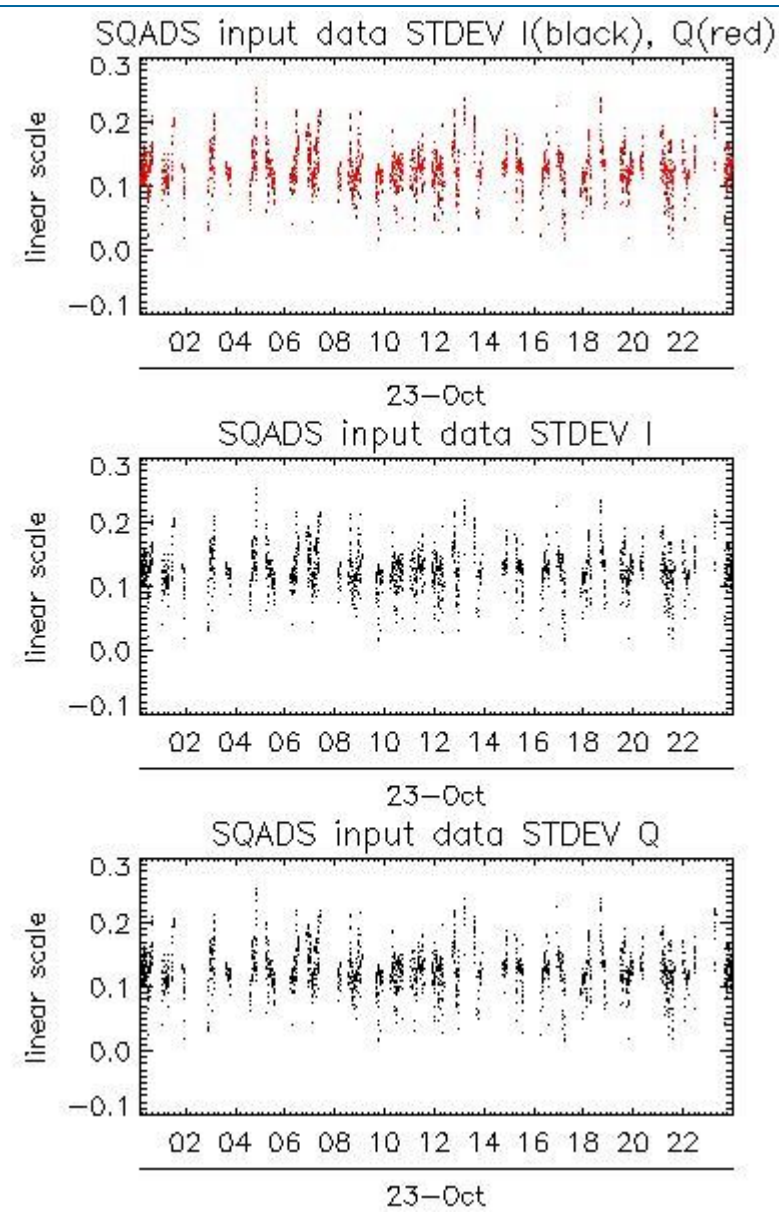 SQADS input data STDEV I(black), Q(red)
0.3
0.2
0.1
0.0
−0.1
linear scale
02 04 06 08 10 12 14 16 18 20 22
23−Oct
SQADS input data STDEV I
0.3
0.2
0.1
0.0
−0.1
linear scale
02 04 06 08 10 12 14 16 18 20 22
23−Oct
SQADS input data STDEV Q
0.3
0.2
0.1
0.0
−0.1
linear scale
02 04 06 08 10 12 14 16 18 20 22
23−Oct